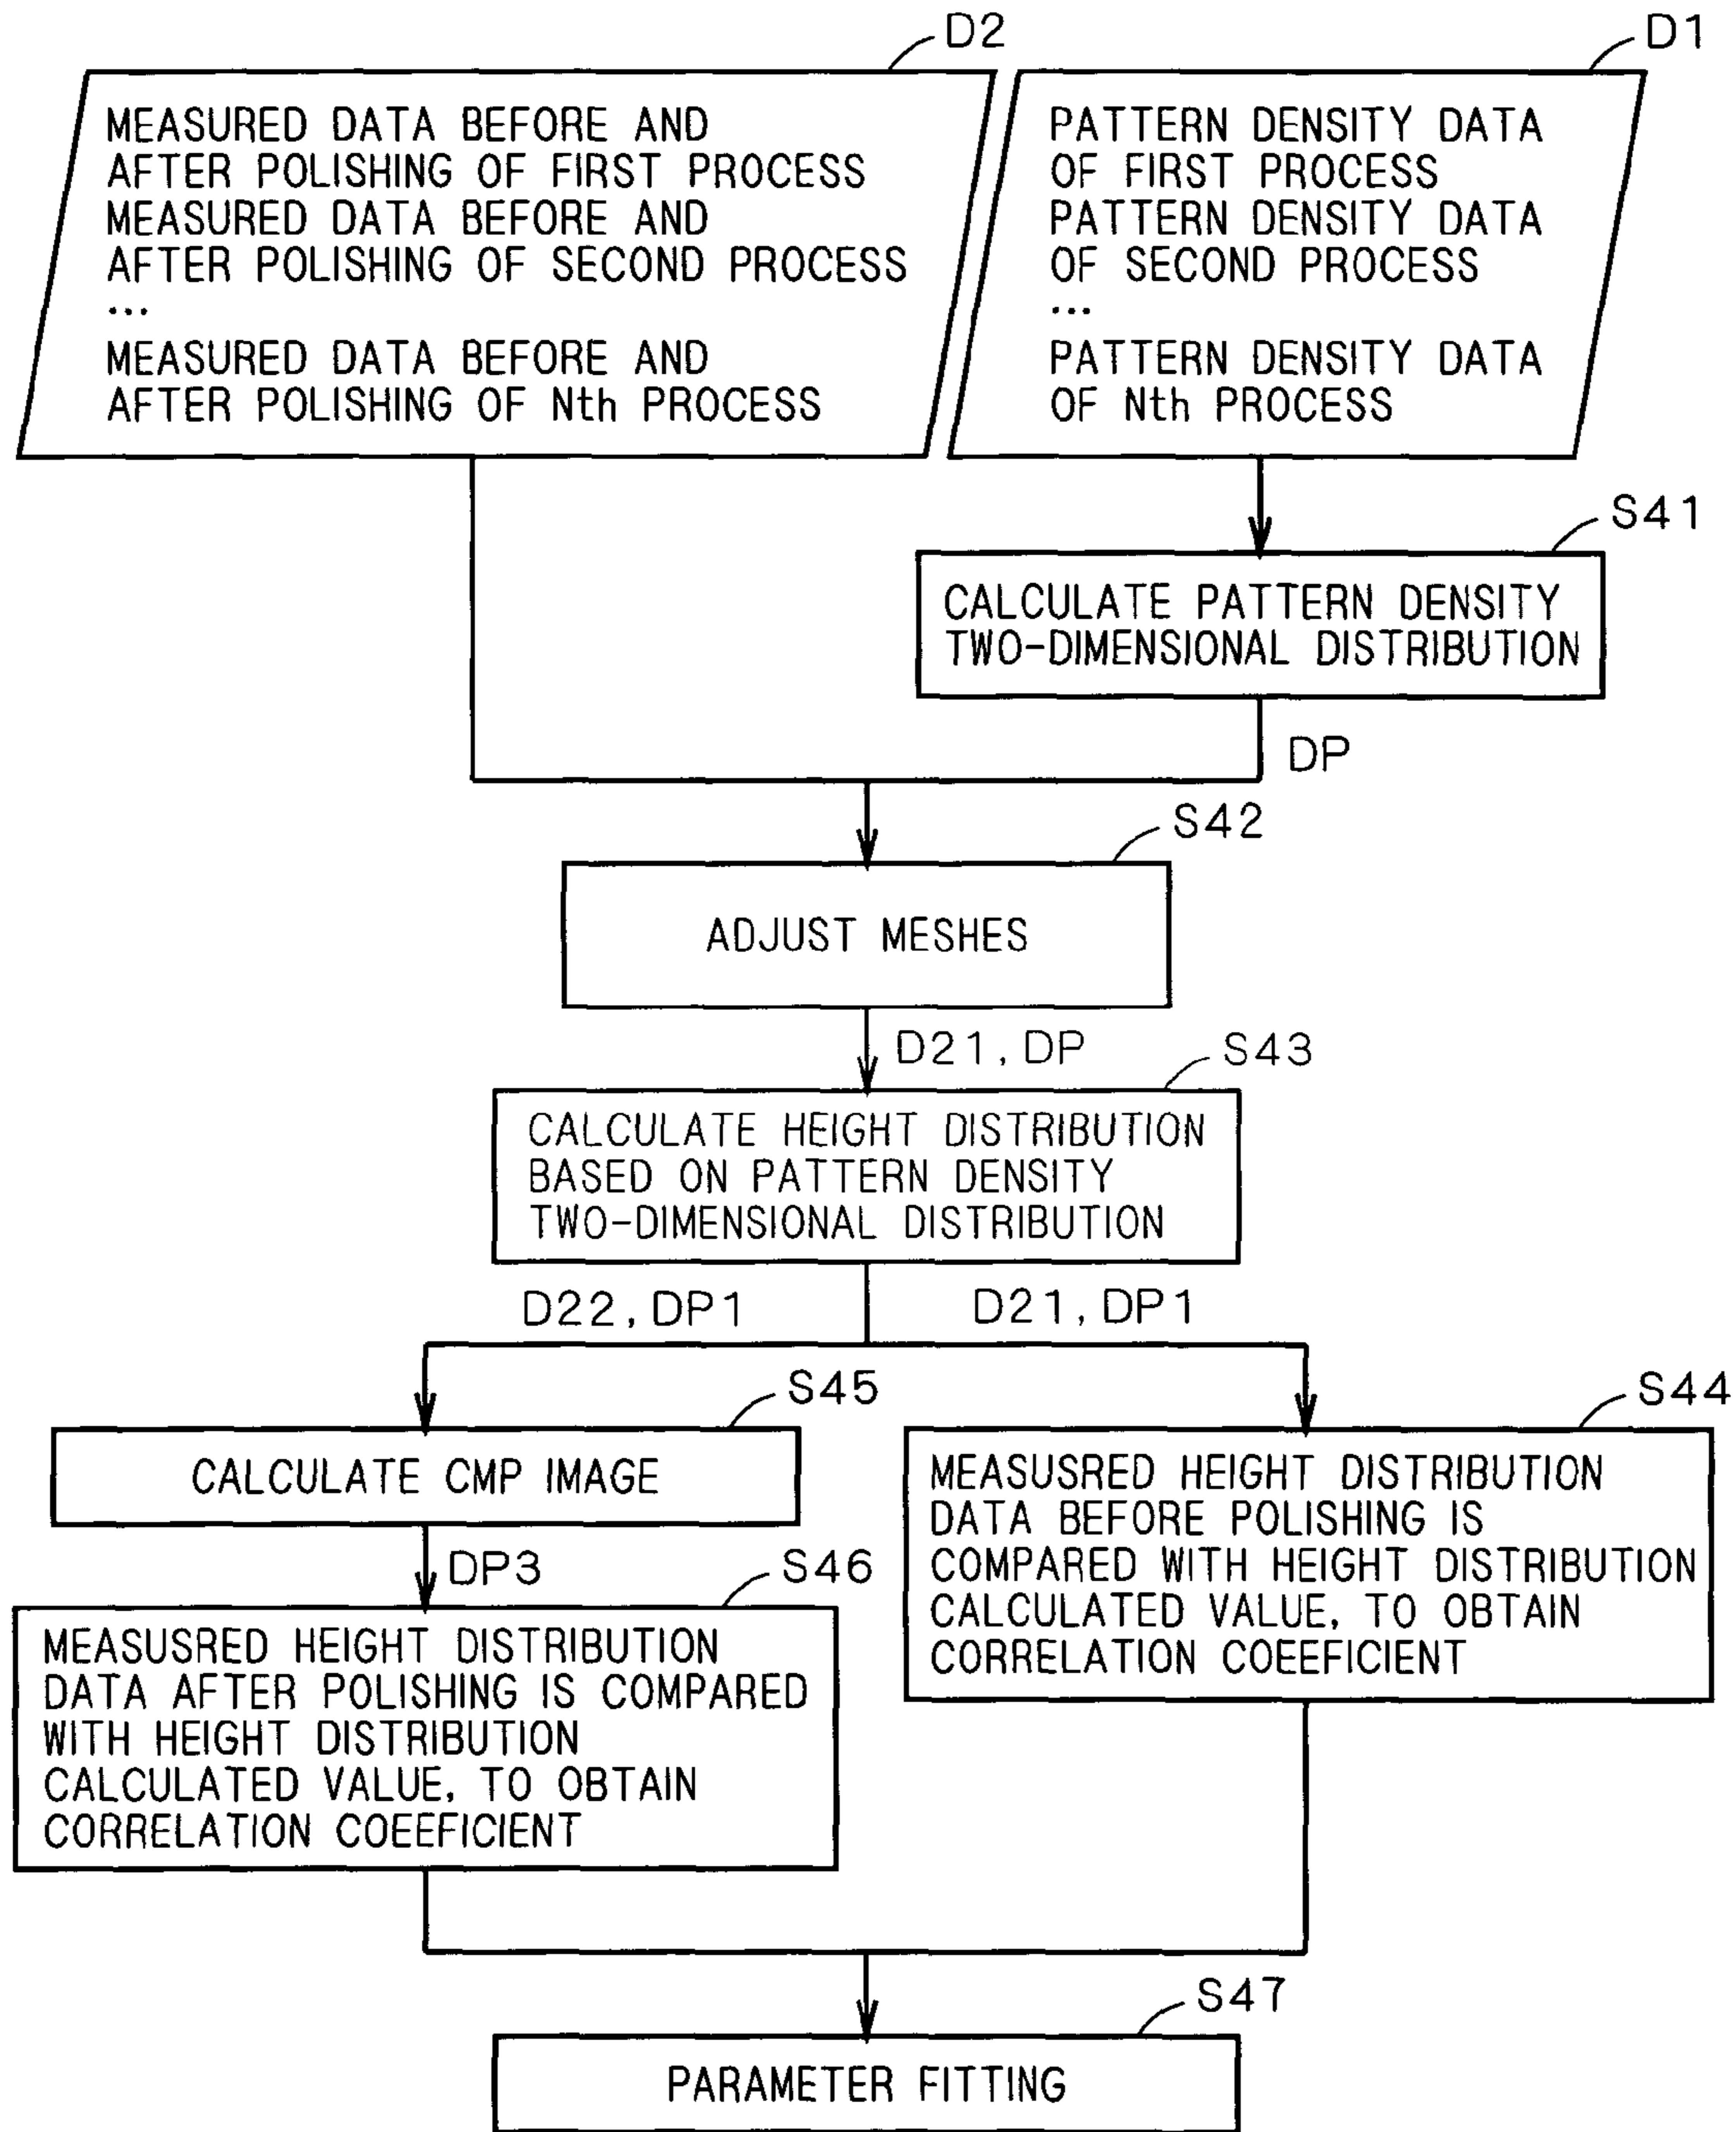 D2
D1
MEASURED DATA BEFORE AND
AFTER POLISHING OF FIRST PROCESS
MEASURED DATA BEFORE AND
AFTER POLISHING OF SECOND PROCESS
...
MEASURED DATA BEFORE AND
AFTER POLISHING OF Nth PROCESS
PATTERN DENSITY DATA
OF FIRST PROCESS
PATTERN DENSITY DATA
OF SECOND PROCESS
...
PATTERN DENSITY DATA
OF Nth PROCESS
S41
CALCULATE PATTERN DENSITY
TWO-DIMENSIONAL DISTRIBUTION
DP
S42
ADJUST MESHES
D21, DP
S43
CALCULATE HEIGHT DISTRIBUTION
BASED ON PATTERN DENSITY
TWO-DIMENSIONAL DISTRIBUTION
D22, DP1
D21, DP1
S45
CALCULATE CMP IMAGE
S44
MEASUSRED HEIGHT DISTRIBUTION
DATA BEFORE POLISHING IS
COMPARED WITH HEIGHT DISTRIBUTION
CALCULATED VALUE, TO OBTAIN
CORRELATION COEEFICIENT
DP3
S46
MEASUSRED HEIGHT DISTRIBUTION
DATA AFTER POLISHING IS COMPARED
WITH HEIGHT DISTRIBUTION
CALCULATED VALUE, TO OBTAIN
CORRELATION COEEFICIENT
S47
PARAMETER FITTING